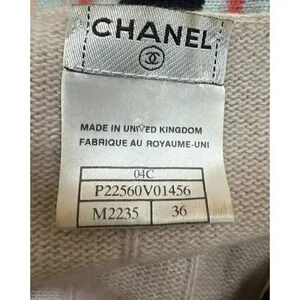 CHANEL
MADE IN UNITED KINGDOM
FABRIQUE AU ROYAUME-UNI
04C
P22560V01456
M2235 36